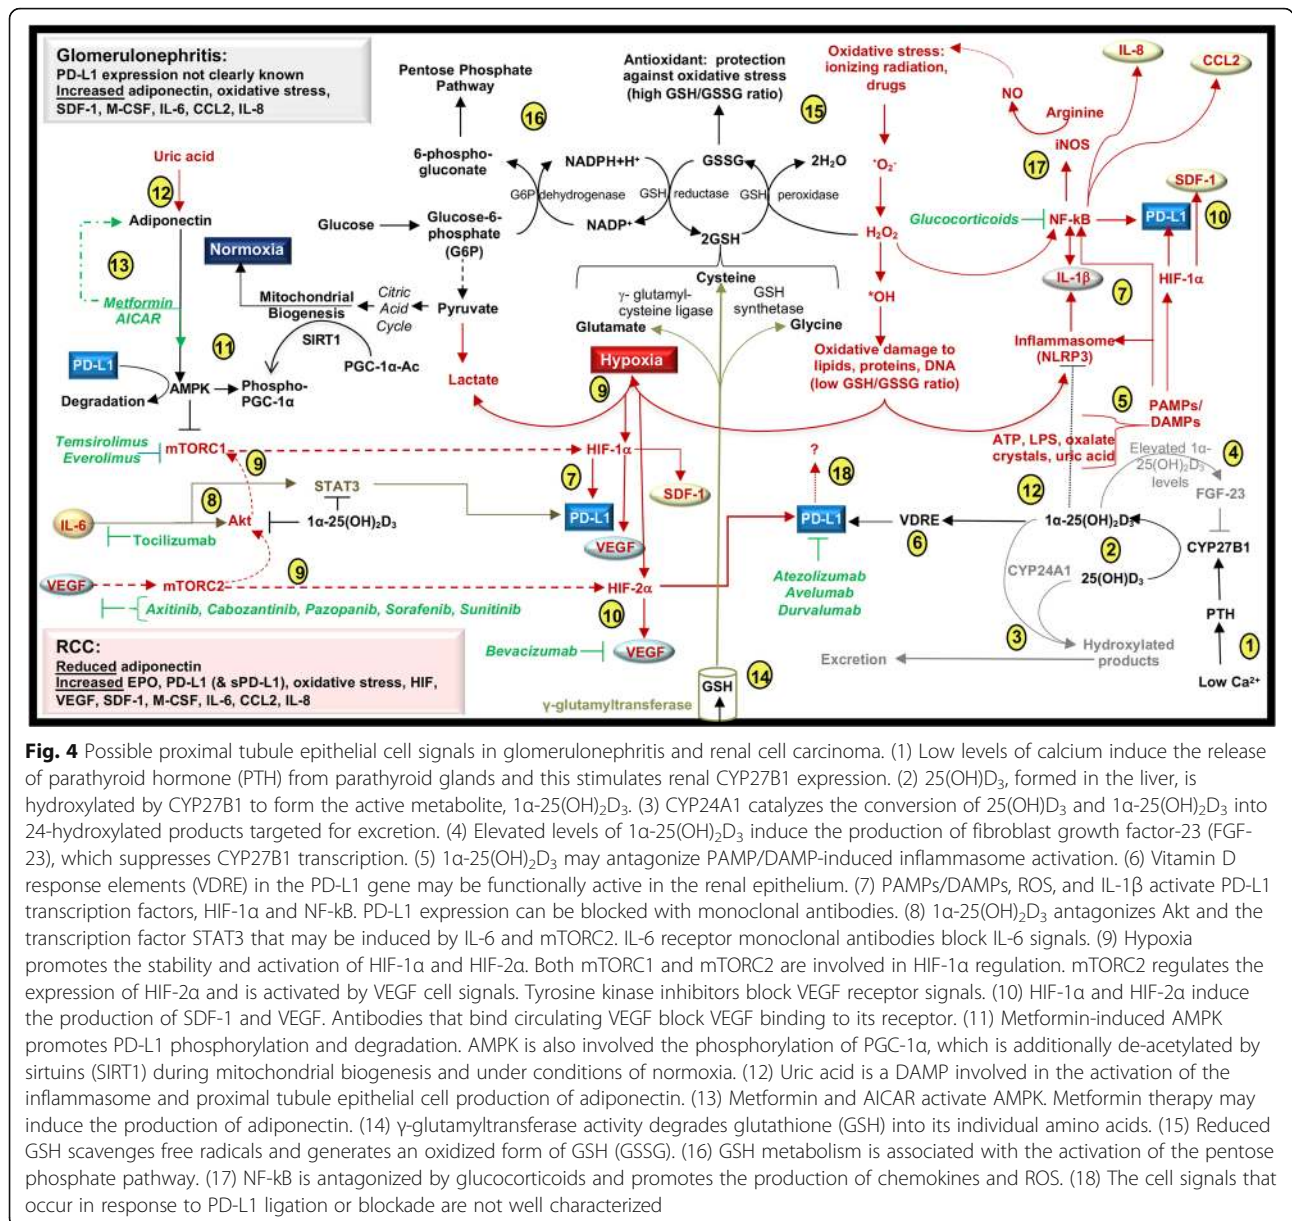 Glomerulonephritis:
PD-L1 expression not clearly known
Increased adiponectin, oxidative stress,
SDF-1, M-CSF, IL-6, CCL2, IL-8
Pentose Phosphate
Pathway
Antioxidant: protection
against oxidative stress
(high GSH/GSSG ratio)
Oxidative stress:
ionizing radiation,
drugs
IL-8
CCL2
NO
Arginine
iNOS
16
15
17
Uric acid
12
6-phospho-
gluconate
NADPH+H⁺
GSSG
2H₂O
·O₂⁻
SDF-1
G6P dehydrogenase
GSH reductase
GSH peroxidase
Adiponectin
Glucose
Glucose-6-
phosphate
(G6P)
NADP⁺
2GSH
H₂O₂
Glucocorticoids
NF-kB
PD-L1
10
Normoxia
13
Cysteine
IL-1β
7
HIF-1α
Metformin
AICAR
Mitochondrial
Biogenesis
Citric
Acid
Cycle
Pyruvate
γ- glutamyl-
cysteine ligase
GSH
synthetase
*OH
Glutamate
Glycine
SIRT1
11
PGC-1α-Ac
Hypoxia
Oxidative damage to
lipids, proteins, DNA
(low GSH/GSSG ratio)
Inflammasome
(NLRP3)
PD-L1
Degradation
AMPK
Phospho-
PGC-1α
Lactate
9
5
PAMPs/
DAMPs
Temsirolimus
Everolimus
mTORC1
9
HIF-1α
?
ATP, LPS, oxalate
crystals, uric acid
Elevated 1α-
25(OH)₂D₃
levels
4
STAT3
7
SDF-1
18
12
FGF-23
8
IL-6
Akt
1α-25(OH)₂D₃
PD-L1
PD-L1
VDRE
1α-25(OH)₂D₃
Tocilizumab
VEGF
6
2
CYP27B1
CYP24A1
25(OH)D₃
VEGF
mTORC2
9
HIF-2α
Atezolizumab
Avelumab
Durvalumab
Axitinib, Cabozantinib, Pazopanib, Sorafenib, Sunitinib
10
PTH
3
1
RCC:
Reduced adiponectin
Increased EPO, PD-L1 (& sPD-L1), oxidative stress, HIF,
VEGF, SDF-1, M-CSF, IL-6, CCL2, IL-8
Bevacizumab
VEGF
Excretion
Hydroxylated
products
GSH
14
Low Ca²⁺
γ-glutamyltransferase
Fig. 4 Possible proximal tubule epithelial cell signals in glomerulonephritis and renal cell carcinoma. (1) Low levels of calcium induce the release
of parathyroid hormone (PTH) from parathyroid glands and this stimulates renal CYP27B1 expression. (2) 25(OH)D₃, formed in the liver, is
hydroxylated by CYP27B1 to form the active metabolite, 1α-25(OH)₂D₃. (3) CYP24A1 catalyzes the conversion of 25(OH)D₃ and 1α-25(OH)₂D₃ into
24-hydroxylated products targeted for excretion. (4) Elevated levels of 1α-25(OH)₂D₃ induce the production of fibroblast growth factor-23 (FGF-
23), which suppresses CYP27B1 transcription. (5) 1α-25(OH)₂D₃ may antagonize PAMP/DAMP-induced inflammasome activation. (6) Vitamin D
response elements (VDRE) in the PD-L1 gene may be functionally active in the renal epithelium. (7) PAMPs/DAMPs, ROS, and IL-1β activate PD-L1
transcription factors, HIF-1α and NF-kB. PD-L1 expression can be blocked with monoclonal antibodies. (8) 1α-25(OH)₂D₃ antagonizes Akt and the
transcription factor STAT3 that may be induced by IL-6 and mTORC2. IL-6 receptor monoclonal antibodies block IL-6 signals. (9) Hypoxia
promotes the stability and activation of HIF-1α and HIF-2α. Both mTORC1 and mTORC2 are involved in HIF-1α regulation. mTORC2 regulates the
expression of HIF-2α and is activated by VEGF cell signals. Tyrosine kinase inhibitors block VEGF receptor signals. (10) HIF-1α and HIF-2α induce
the production of SDF-1 and VEGF. Antibodies that bind circulating VEGF block VEGF binding to its receptor. (11) Metformin-induced AMPK
promotes PD-L1 phosphorylation and degradation. AMPK is also involved the phosphorylation of PGC-1α, which is additionally de-acetylated by
sirtuins (SIRT1) during mitochondrial biogenesis and under conditions of normoxia. (12) Uric acid is a DAMP involved in the activation of the
inflammasome and proximal tubule epithelial cell production of adiponectin. (13) Metformin and AICAR activate AMPK. Metformin therapy may
induce the production of adiponectin. (14) γ-glutamyltransferase activity degrades glutathione (GSH) into its individual amino acids. (15) Reduced
GSH scavenges free radicals and generates an oxidized form of GSH (GSSG). (16) GSH metabolism is associated with the activation of the pentose
phosphate pathway. (17) NF-kB is antagonized by glucocorticoids and promotes the production of chemokines and ROS. (18) The cell signals that
occur in response to PD-L1 ligation or blockade are not well characterized